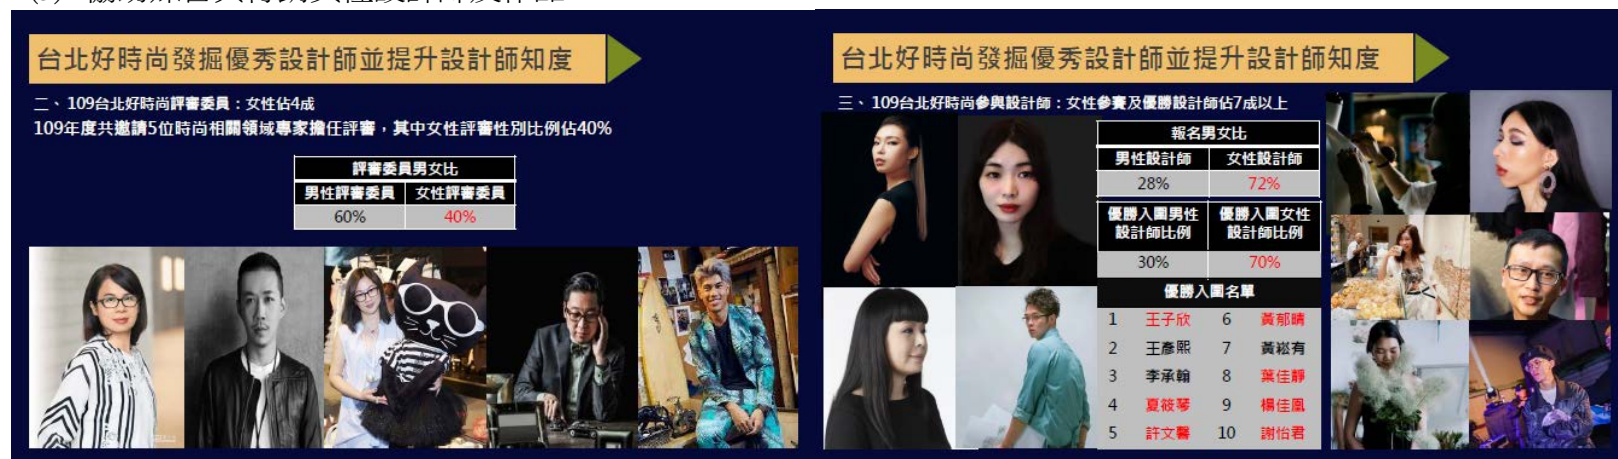 台北好時尚發掘優秀設計師並提升設計師知度
二、109台北好時尚評審委員：女性佔4成
109年度共邀請5位時尚相關領域專家擔任評審，其中女性評審性別比例佔40%
評審委員男女比
男性評審委員 女性評審委員
60% 40%
台北好時尚發掘優秀設計師並提升設計師知度
三、109台北好時尚參與設計師：女性參賽及優勝設計師佔7成以上
報名男女比
男性設計師 女性設計師
28% 72%
優勝入圍男性 優勝入圍女性
設計師比例 設計師比例
30% 70%
優勝入圍名單
1 王子欣 6 黃郁晴
2 王彥熙 7 黃崧有
3 李承翰 8 葉佳靜
4 夏筱琴 9 楊佳凰
5 許文馨 10 謝怡君